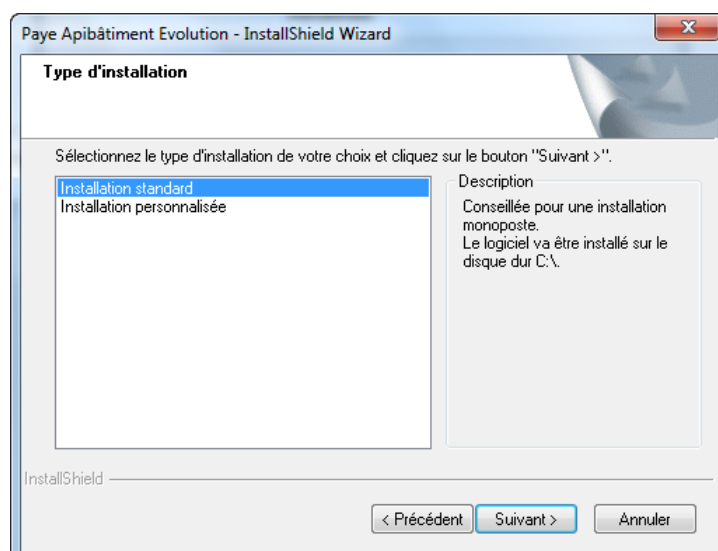 Paye Apibâtiment Evolution - InstallShield Wizard
Type d'installation
Sélectionnez le type d'installation de votre choix et cliquez sur le bouton "Suivant >".
Installation standard
Installation personnalisée
Description
Conseillée pour une installation
monoposte.
Le logiciel va être installé sur le
disque dur C:\.
InstallShield
< Précédent
Suivant >
Annuler